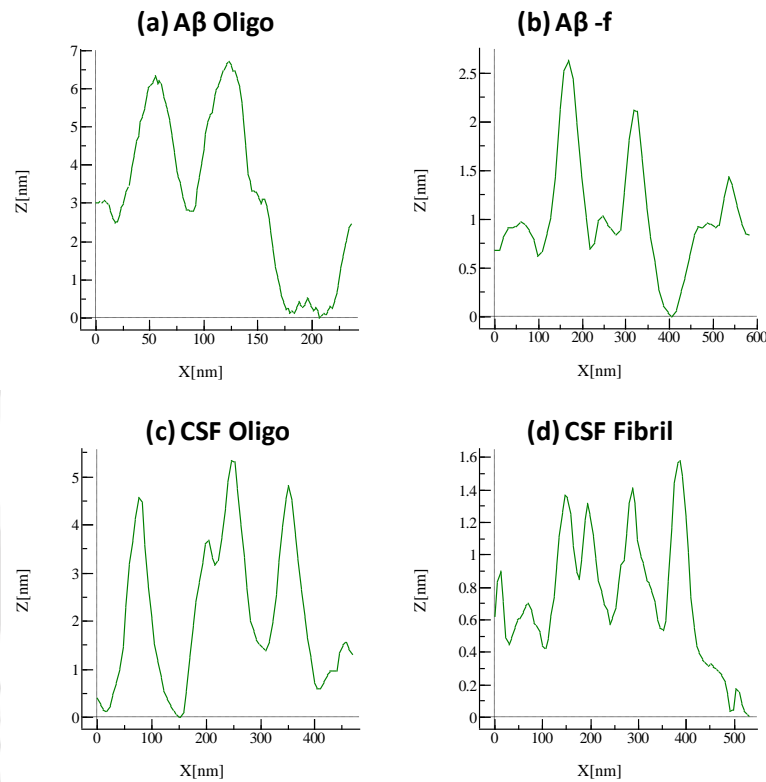 (a) Aβ Oligo
7
6
5
4
3
2
1
0
0 50 100 150 200
Z[nm]
X[nm]
(b) Aβ -f
2.5
2
1.5
1
0.5
0
0 100 200 300 400 500 600
Z[nm]
X[nm]
(c) CSF Oligo
5
4
3
2
1
0
0 100 200 300 400
Z[nm]
X[nm]
(d) CSF Fibril
1.6
1.4
1.2
1
0.8
0.6
0.4
0.2
0
0 100 200 300 400 500
Z[nm]
X[nm]